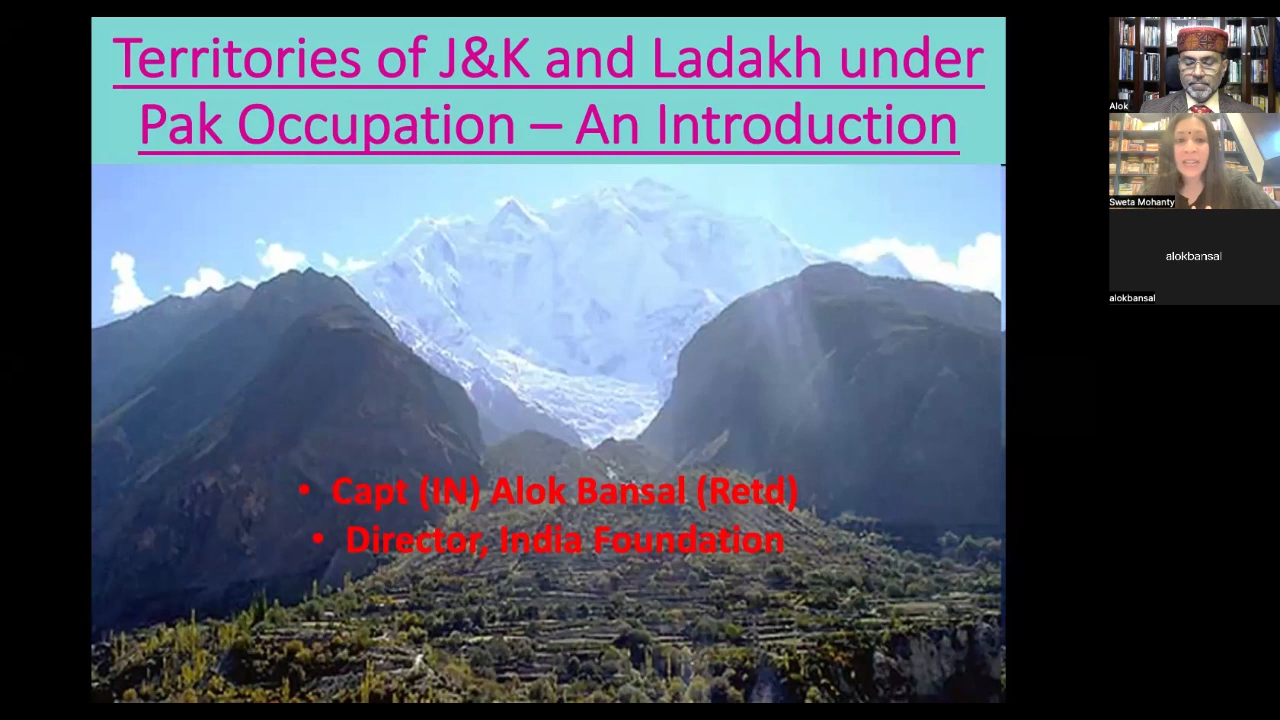 Territories of J&K and Ladakh under
Pak Occupation – An Introduction
• Capt (IN) Alok Bansal (Retd)
• Director, India Foundation
Alok
Sweta Mohanty
alokbansal
alokbansal